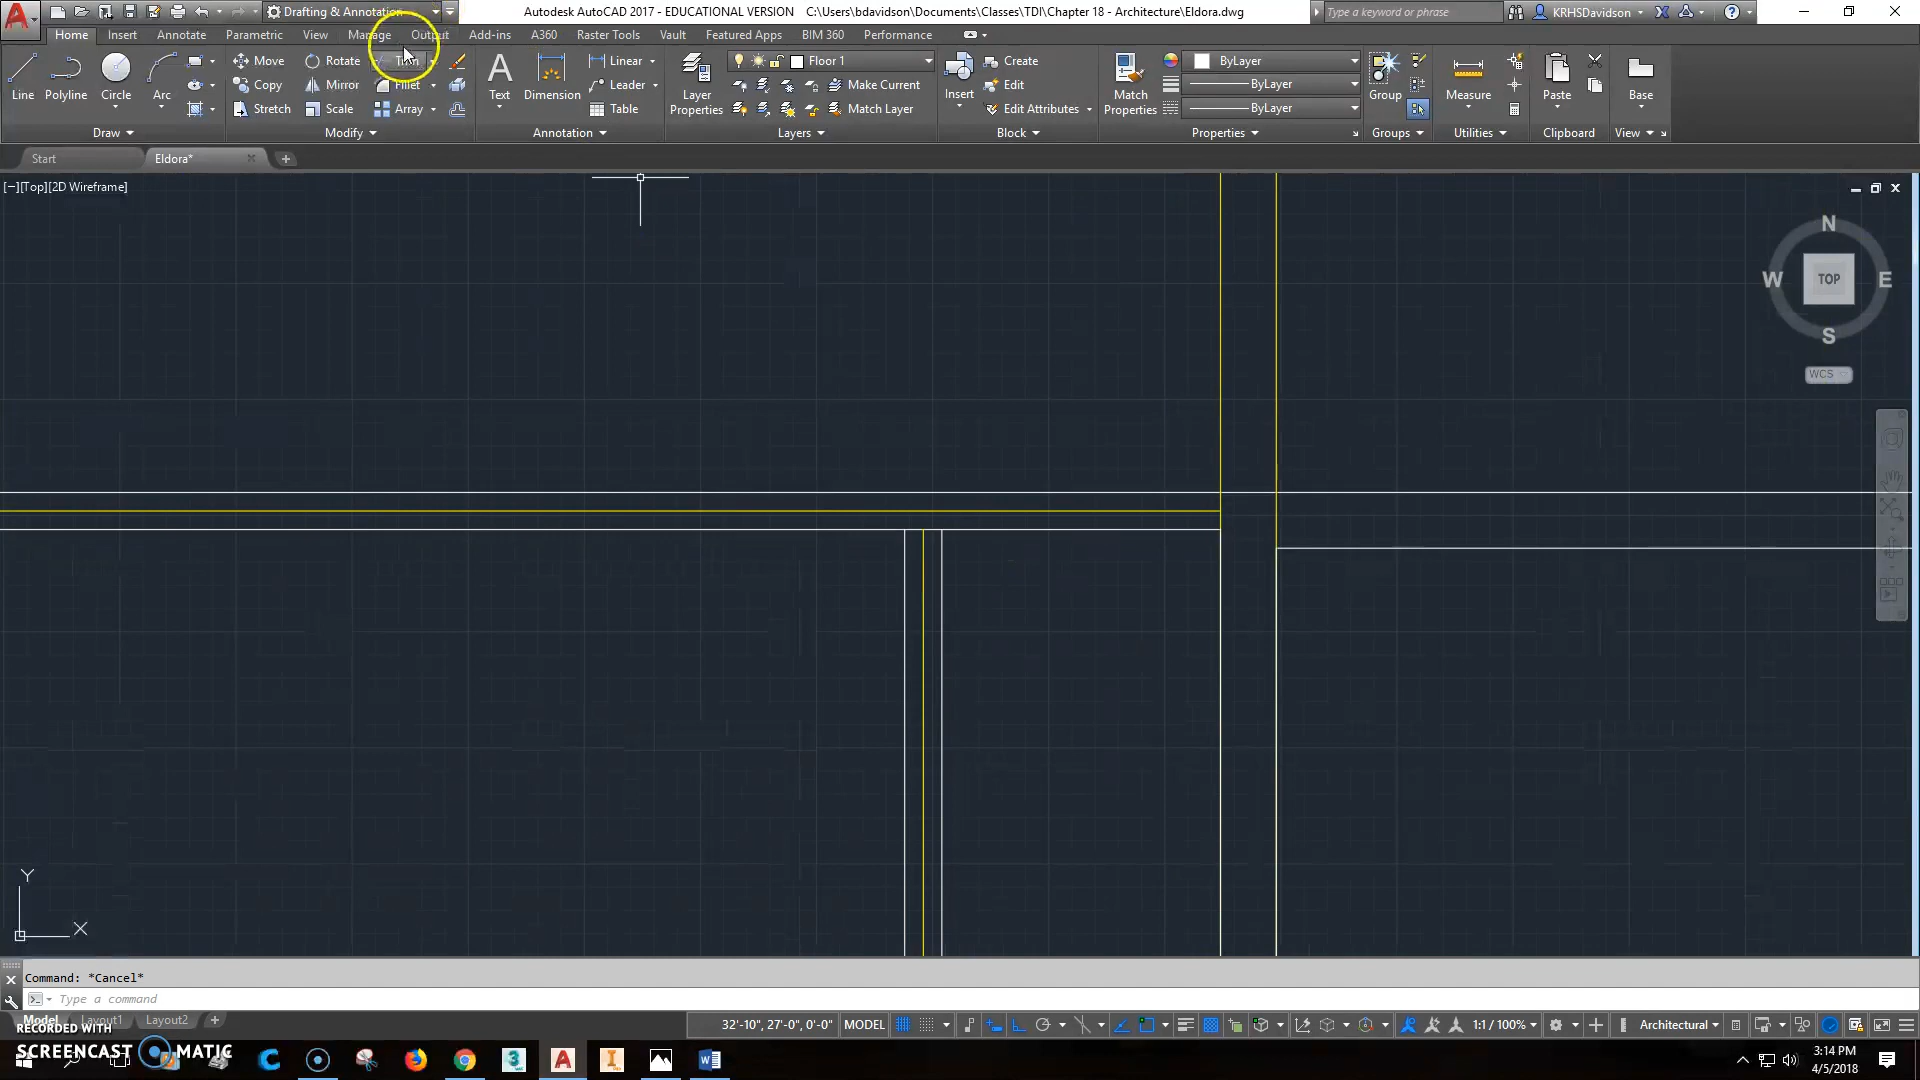 Drafting & Annotation
Autodesk AutoCAD 2017 - EDUCATIONAL VERSION C:\Users\bdavidson\Documents\Classes\TDI\Chapter 18 - Architecture\Eldora.dwg
Type a keyword or phrase
KRHSDavidson
Home Insert Annotate Parametric View Manage Output Add-ins A360 Raster Tools Vault Featured Apps BIM 360 Performance
Move Rotate Trim Linear Floor 1 Create ByLayer
Line Polyline Circle Arc Copy Mirror Fillet Text Dimension Leader Layer Properties Make Current Insert Edit Match Properties ByLayer Group Measure Paste Base
Stretch Scale Array Table Match Layer Edit Attributes ByLayer
Draw Modify Annotation Layers Block Properties Groups Utilities Clipboard View
Start Eldora*
[−][Top][2D Wireframe]
N
W TOP E
S
WCS
Y
X
Command: *Cancel*
Type a command
Model Layout1 Layout2
32'-10", 27'-0", 0'-0" MODEL 1:1 / 100% Architectural
RECORDED WITH
SCREENCAST MATIC
3:14 PM
4/5/2018